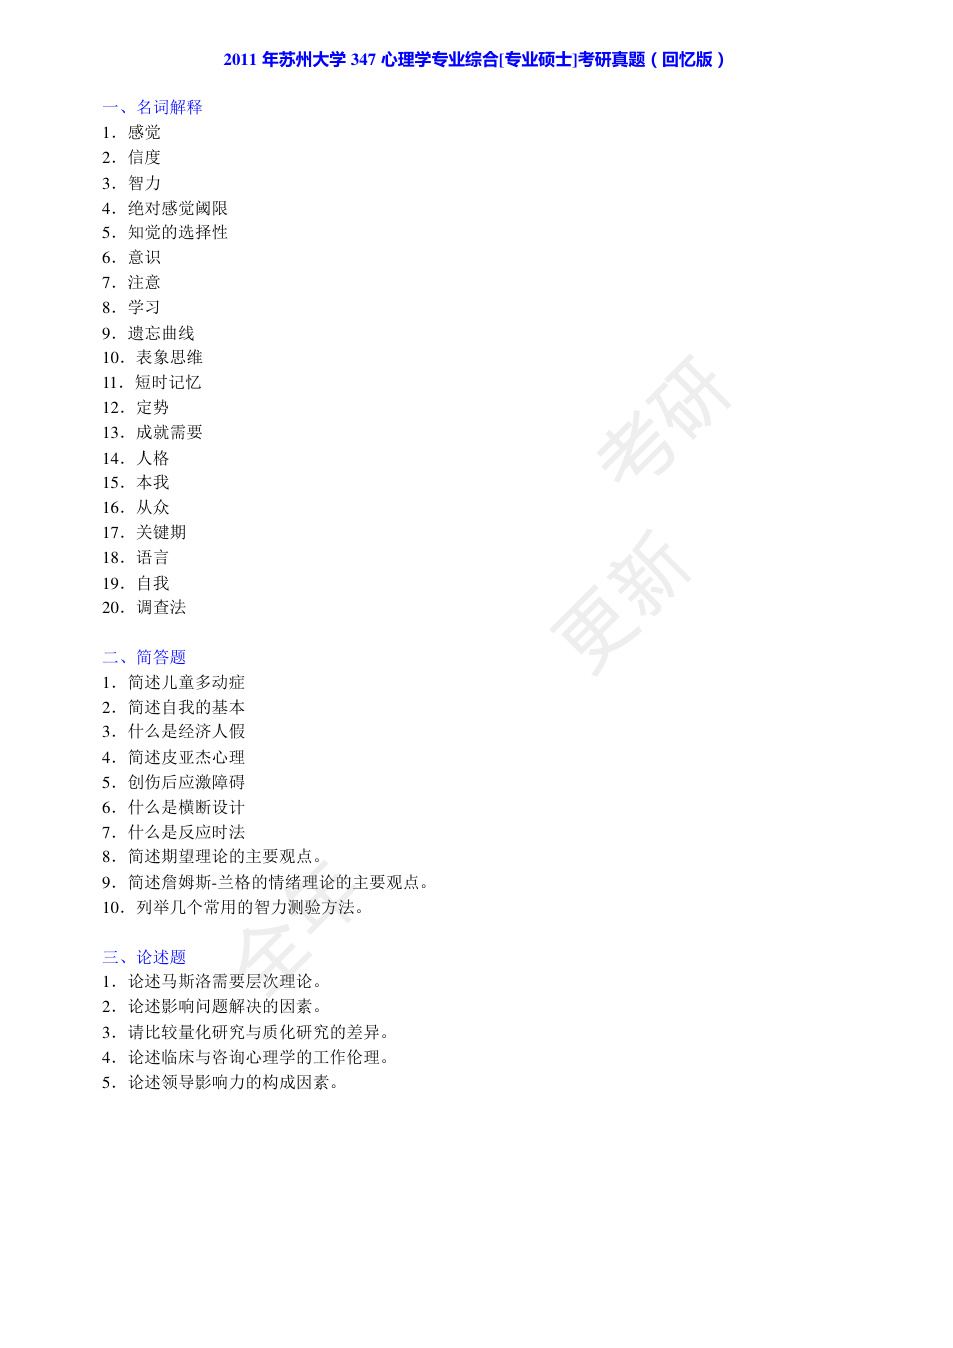 2011 年苏州大学 347 心理学专业综合[专业硕士]考研真题（回忆版）
一、名词解释
1．感觉
2．信度
3．智力
4．绝对感觉阈限
5．知觉的选择性
6．意识
7．注意
8．学习
9．遗忘曲线
10．表象思维
11．短时记忆
12．定势
13．成就需要
14．人格
15．本我
16．从众
17．关键期
18．语言
19．自我
20．调查法
二、简答题
1．简述儿童多动症
2．简述自我的基本
3．什么是经济人假
4．简述皮亚杰心理
5．创伤后应激障碍
6．什么是横断设计
7．什么是反应时法
8．简述期望理论的主要观点。
9．简述詹姆斯-兰格的情绪理论的主要观点。
10．列举几个常用的智力测验方法。
三、论述题
1．论述马斯洛需要层次理论。
2．论述影响问题解决的因素。
3．请比较量化研究与质化研究的差异。
4．论述临床与咨询心理学的工作伦理。
5．论述领导影响力的构成因素。
考研
更新
全年